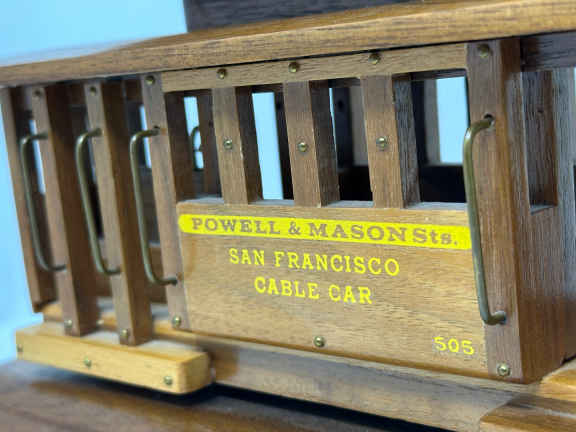 POWELL & MASON Sts.
SAN FRANCISCO
CABLE CAR
505